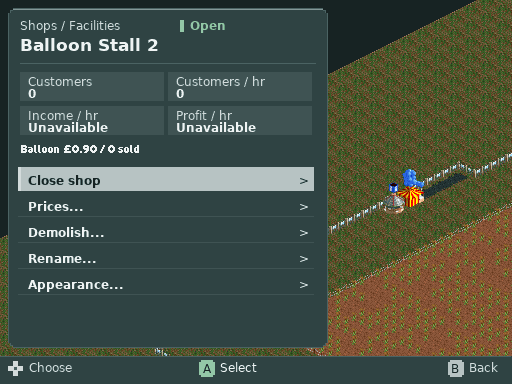 Shops / Facilities
Open
Balloon Stall 2
Customers
0
Customers / hr
0
Income / hr
Unavailable
Profit / hr
Unavailable
Balloon £0.90 / 0 sold
Close shop >
Prices... >
Demolish... >
Rename... >
Appearance... >
Choose
A Select
B Back